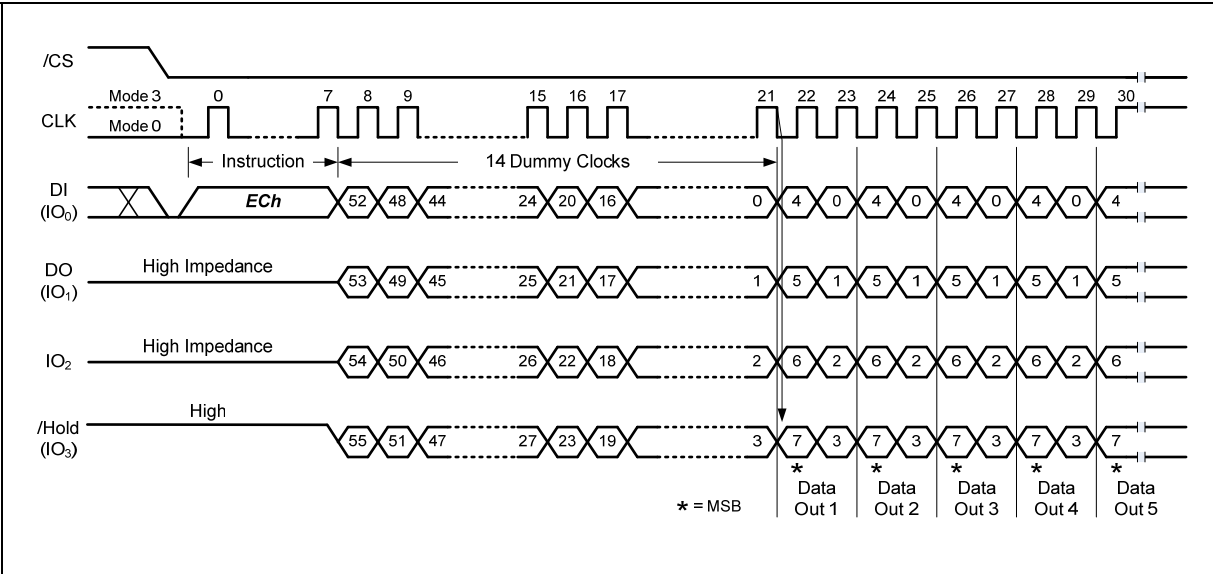 /CS
Mode 3 0 7 8 9 15 16 17 21 22 23 24 25 26 27 28 29 30
CLK
Mode 0
Instruction 14 Dummy Clocks
DI
(IO₀)
ECh 52 48 44 24 20 16 0 4 0 4 0 4 0 4 0 4
High Impedance
DO
(IO₁)
53 49 45 25 21 17 1 5 1 5 1 5 1 5 1 5
High Impedance
IO₂ 54 50 46 26 22 18 2 6 2 6 2 6 2 6 2 6
High
/Hold
(IO₃)
55 51 47 27 23 19 3 7 3 7 3 7 3 7 3 7
* * * * *
* = MSB
Data Data Data Data Data
Out 1 Out 2 Out 3 Out 4 Out 5